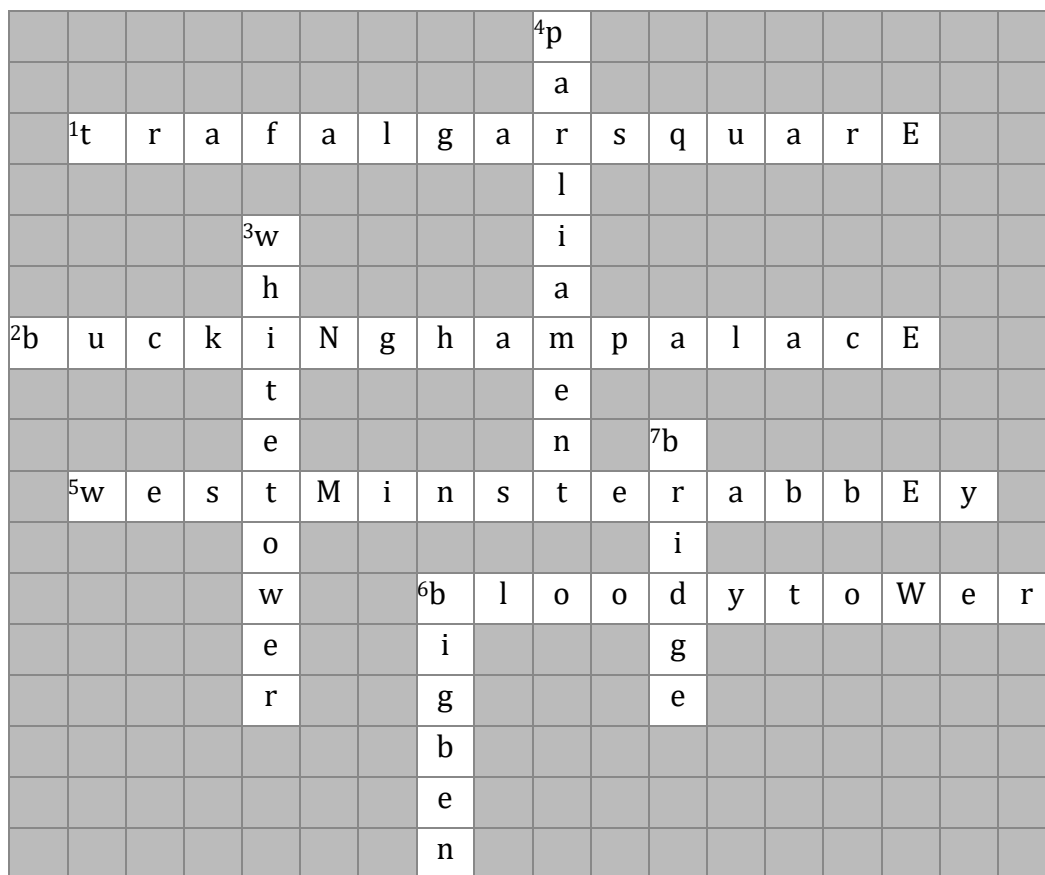 4p
a
1t r a f a l g a r s q u a r E
l
3w i
h a
2b u c k i N g h a m p a l a c E
t e
e n 7b
5w e s t M i n s t e r a b b E y
o i
w 6b l o o d y t o W e r
e i g
r g e
b
e
n